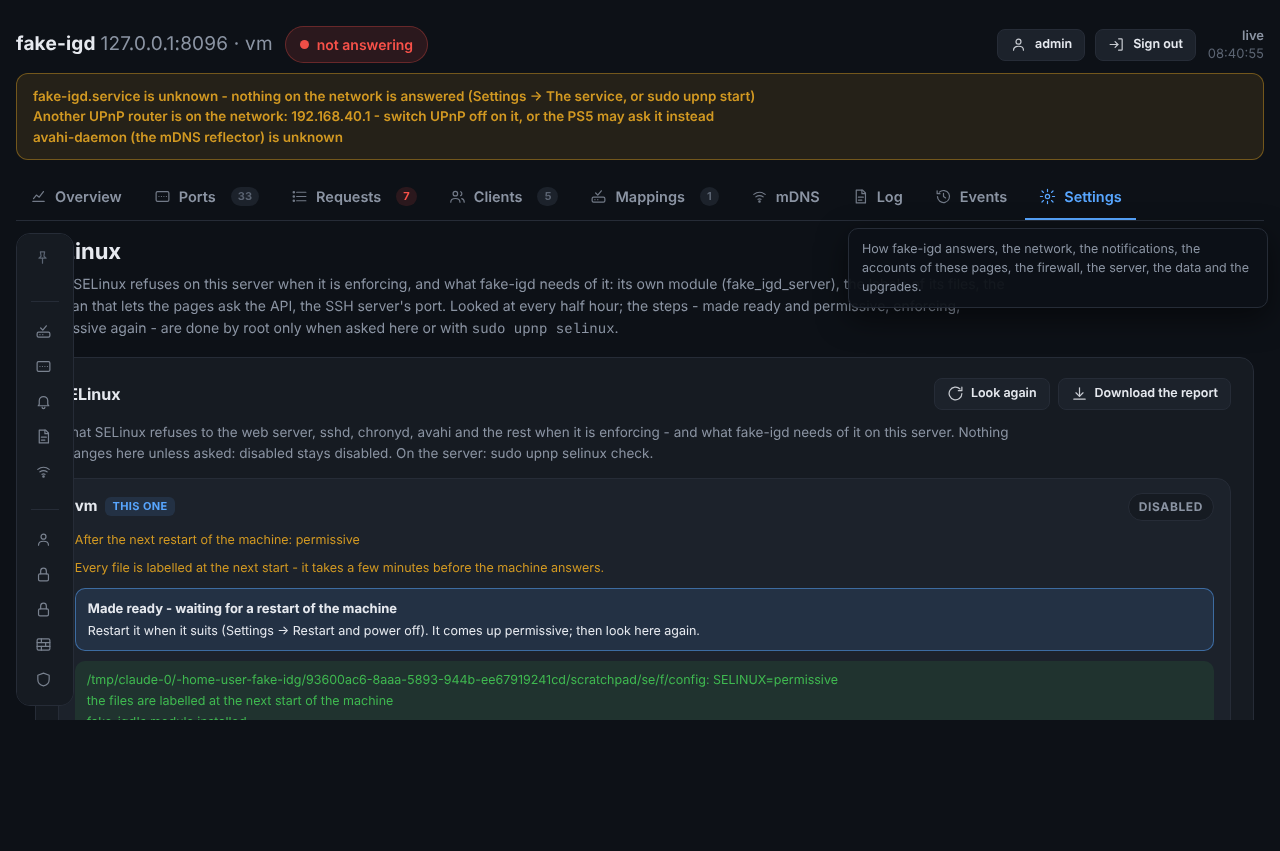 fake-igd 127.0.0.1:8096 · vm
not answering
admin
Sign out
live
08:40:55
fake-igd.service is unknown - nothing on the network is answered (Settings → The service, or sudo upnp start)
Another UPnP router is on the network: 192.168.40.1 - switch UPnP off on it, or the PS5 may ask it instead
avahi-daemon (the mDNS reflector) is unknown
Overview
Ports 33
Requests 7
Clients 5
Mappings 1
mDNS
Log
Events
Settings
How fake-igd answers, the network, the notifications, the
accounts of these pages, the firewall, the server, the data and the
upgrades.
inux
SELinux refuses on this server when it is enforcing, and what fake-igd needs of it: its own module (fake_igd_server), its files, the
an that lets the pages ask the API, the SSH server's port. Looked at every half hour; the steps - made ready and permissive, enforcing,
ssive again - are done by root only when asked here or with sudo upnp selinux.
ELinux
Look again
Download the report
hat SELinux refuses to the web server, sshd, chronyd, avahi and the rest when it is enforcing - and what fake-igd needs of it on this server. Nothing
anges here unless asked: disabled stays disabled. On the server: sudo upnp selinux check.
vm THIS ONE
DISABLED
After the next restart of the machine: permissive
Every file is labelled at the next start - it takes a few minutes before the machine answers.
Made ready - waiting for a restart of the machine
Restart it when it suits (Settings → Restart and power off). It comes up permissive; then look here again.
/tmp/claude-0/-home-user-fake-idg/93600ac6-8aaa-5893-944b-ee67919241cd/scratchpad/se/f/config: SELINUX=permissive
the files are labelled at the next start of the machine
fake-igd's module installed